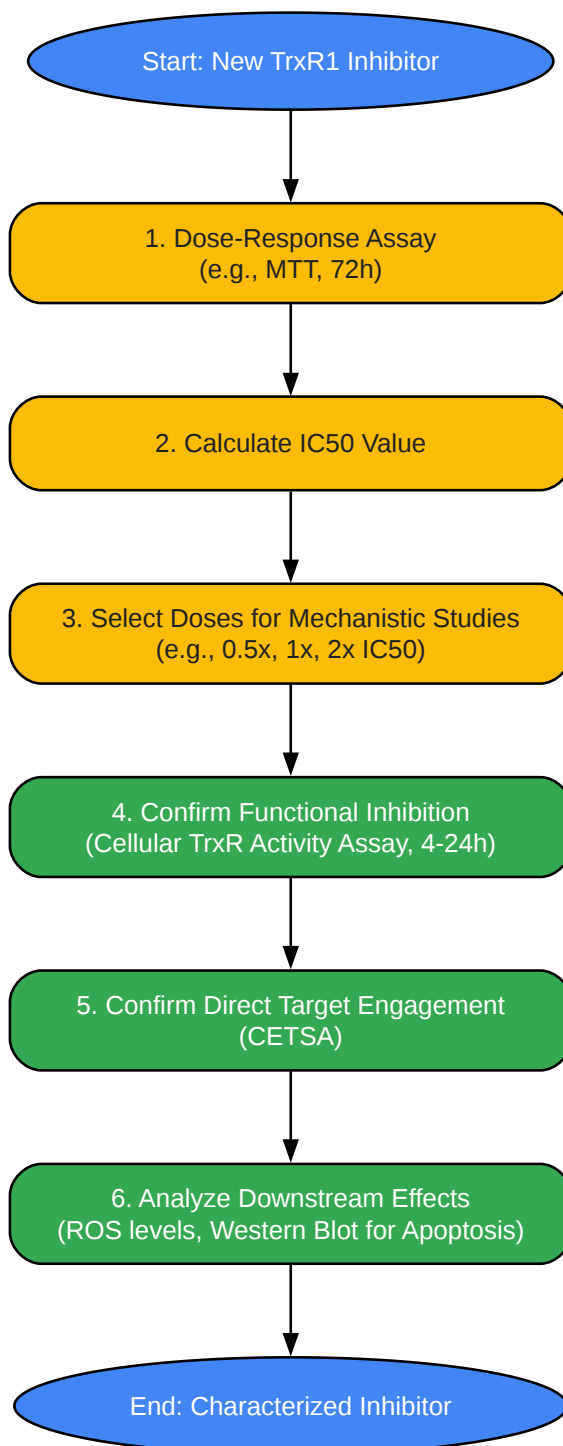 Start: New TrxR1 Inhibitor
1. Dose-Response Assay
(e.g., MTT, 72h)
2. Calculate IC50 Value
3. Select Doses for Mechanistic Studies
(e.g., 0.5x, 1x, 2x IC50)
4. Confirm Functional Inhibition
(Cellular TrxR Activity Assay, 4-24h)
5. Confirm Direct Target Engagement
(CETSA)
6. Analyze Downstream Effects
(ROS levels, Western Blot for Apoptosis)
End: Characterized Inhibitor